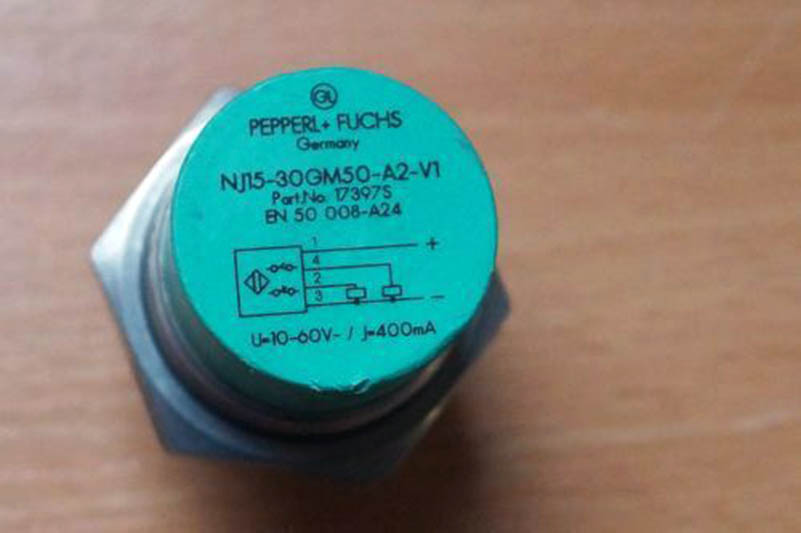 GL
PEPPERL+ FUCHS
Germany
NJ15-30GM50-A2-V1
Part.No. 17397S
EN 50 008-A24
1
+
4
2
3
-
U=10-60V- / J=400mA